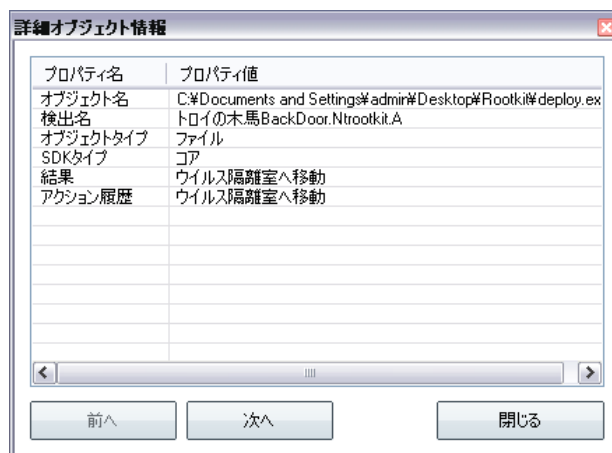 詳細オブジェクト情報
プロパティ名 プロパティ値
オブジェクト名 C:¥Documents and Settings¥admin¥Desktop¥Rootkit¥deploy.ex
検出名 トロイの木馬BackDoor.Ntrootkit.A
オブジェクトタイプ ファイル
SDKタイプ コア
結果 ウイルス隔離室へ移動
アクション履歴 ウイルス隔離室へ移動
前へ 次へ 閉じる